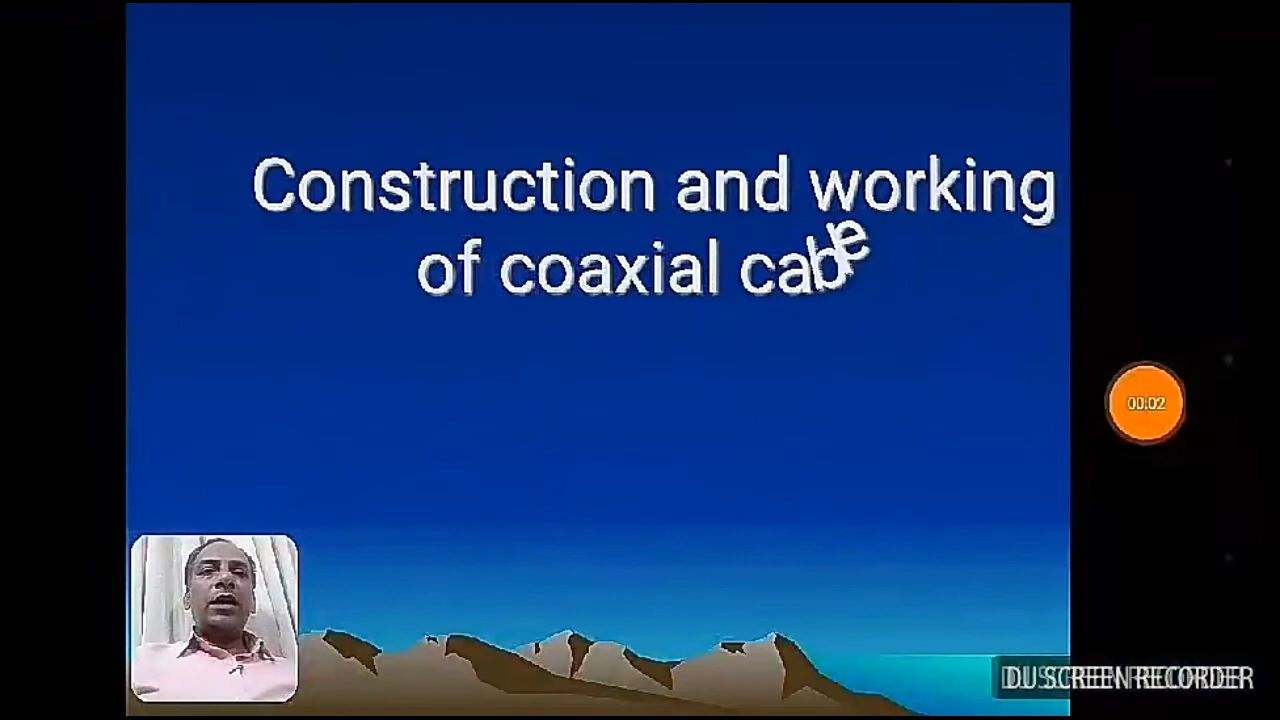 Construction and working
of coaxial cable
00:02
DU SCREEN RECORDER